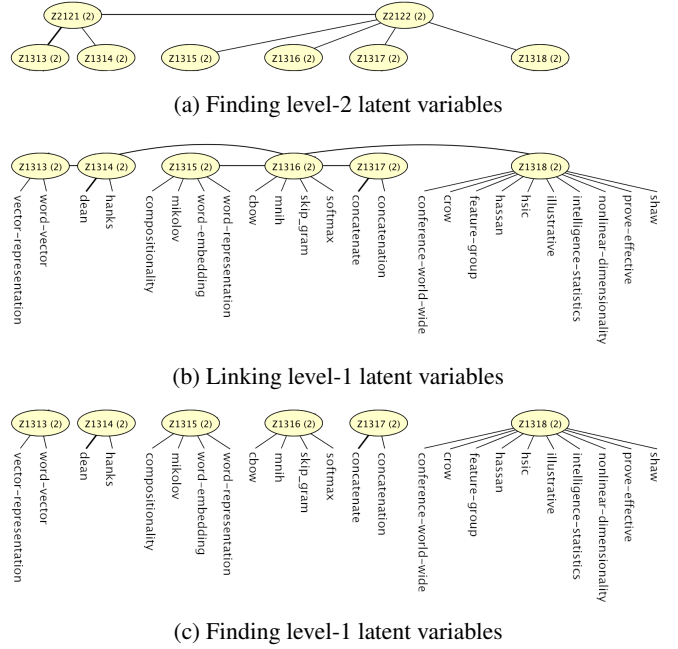 Z2121 (2) Z2122 (2)
Z1313 (2) Z1314 (2) Z1315 (2) Z1316 (2) Z1317 (2) Z1318 (2)
(a) Finding level-2 latent variables
Z1313 (2) Z1314 (2) Z1315 (2) Z1316 (2) Z1317 (2) Z1318 (2)
vector-representation
word-vector
dean
hanks
compositionality
mikolov
word-embedding
word-representation
cbow
mnih
skip_gram
softmax
concatenate
concatenation
conference-world-wide
crow
feature-group
hassan
hsic
illustrative
intelligence-statistics
nonlinear-dimensionality
prove-effective
shaw
(b) Linking level-1 latent variables
Z1313 (2) Z1314 (2) Z1315 (2) Z1316 (2) Z1317 (2) Z1318 (2)
vector-representation
word-vector
dean
hanks
compositionality
mikolov
word-embedding
word-representation
cbow
mnih
skip_gram
softmax
concatenate
concatenation
conference-world-wide
crow
feature-group
hassan
hsic
illustrative
intelligence-statistics
nonlinear-dimensionality
prove-effective
shaw
(c) Finding level-1 latent variables